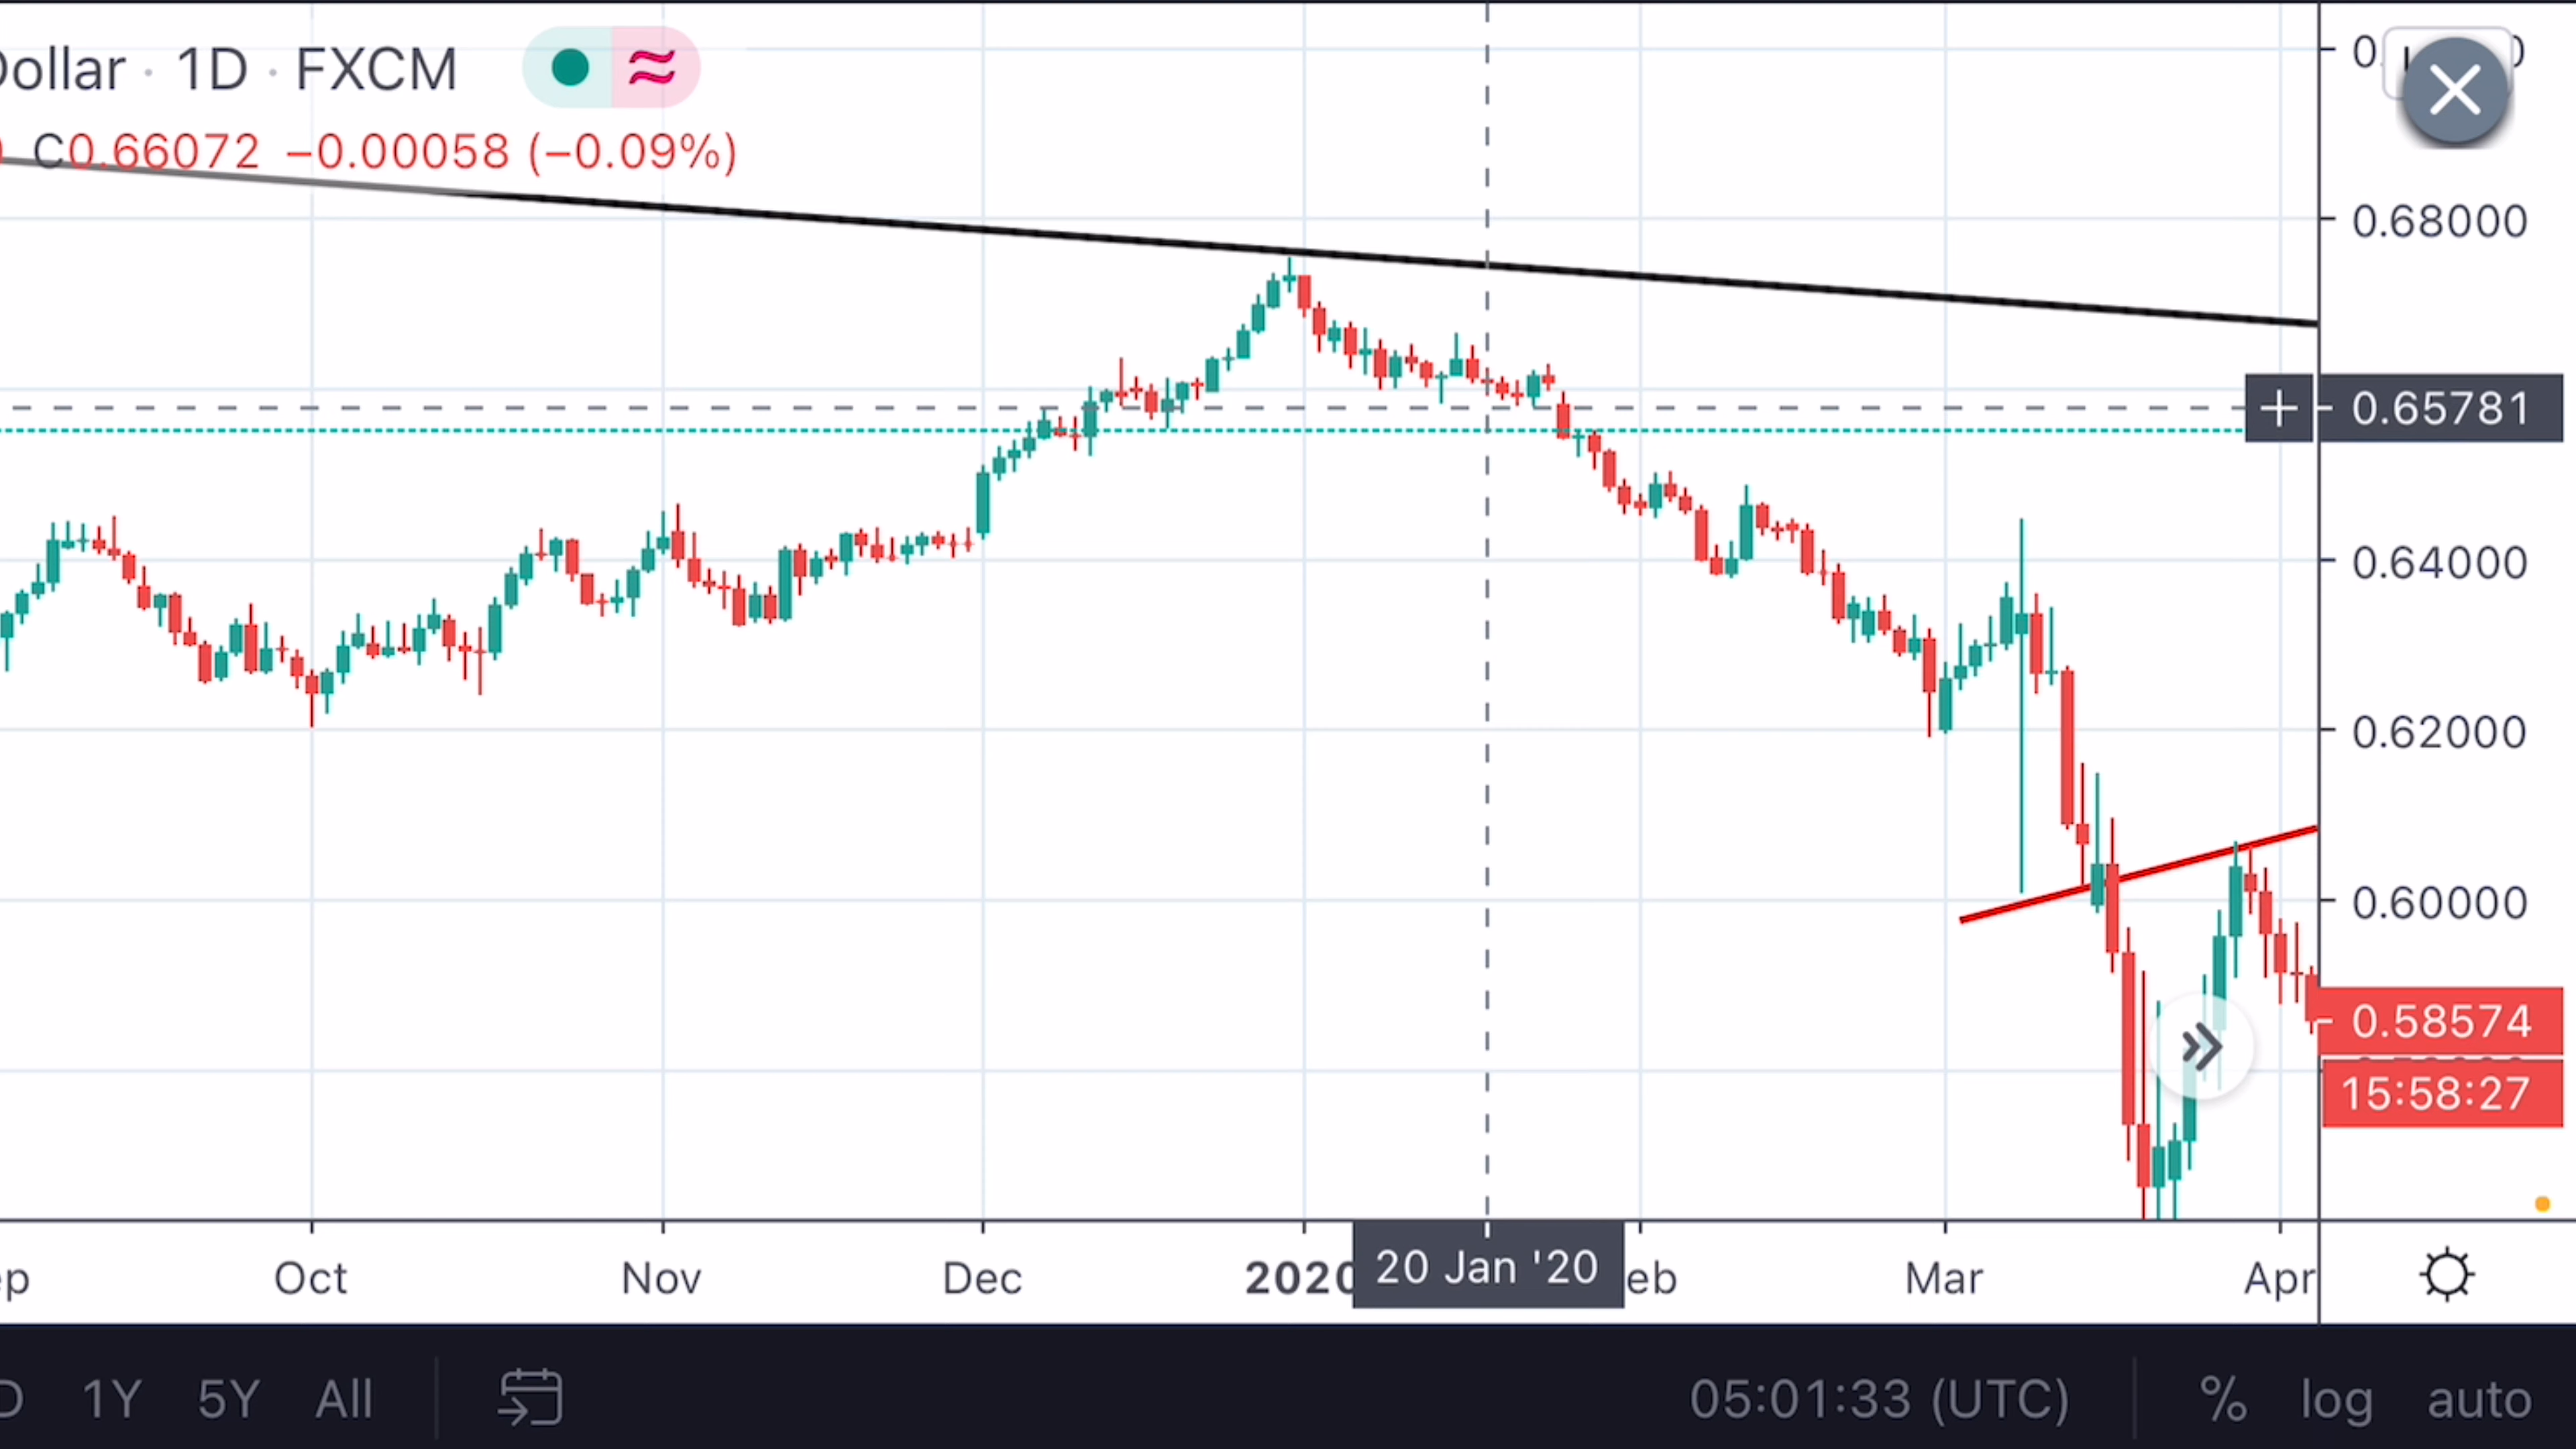 Dollar · 1D · FXCM
C0.66072 −0.00058 (−0.09%)
0.68000
0.65781
0.64000
0.62000
0.60000
0.58574
15:58:27
ep Oct Nov Dec 2020 20 Jan '20 eb Mar Apr
D 1Y 5Y All 05:01:33 (UTC) % log auto